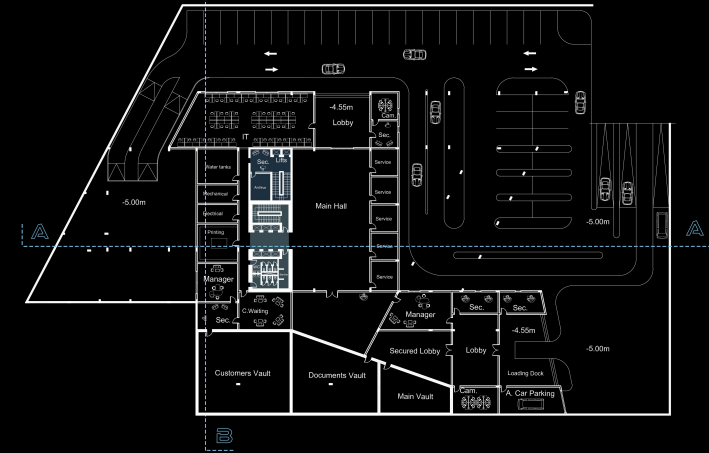 -4.55m
Lobby
Cam.
IT
Sec.
Sec.
Lifts
Service
Water tanks
Archive
Service
Mechanical
-5.00m
Main Hall
Electrical
Service
-5.00m
Printing
A
A
Service
Service
Manager
C.Waiting
Sec.
Manager
Sec.
Sec.
-4.55m
Secured Lobby
Lobby
-5.00m
Customers Vault
Documents Vault
Loading Dock
Main Vault
Cam.
A. Car Parking
B